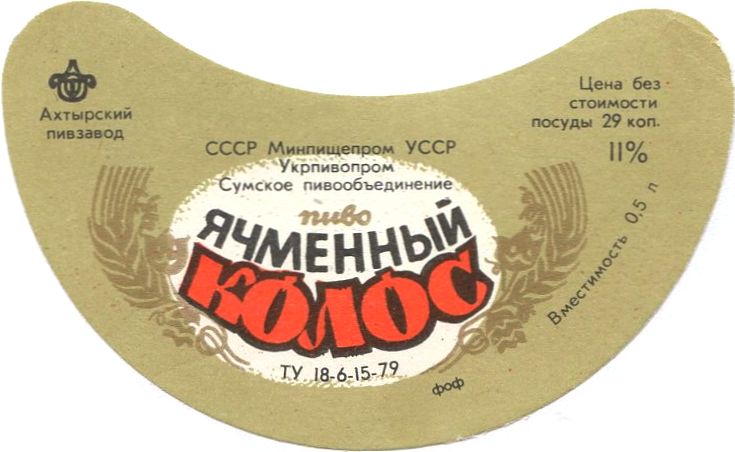 Ахтырский
пивзавод
Цена без
стоимости
посуды 29 коп.
11%
СССР Минпищепром УССР
Укрпивопром
Сумское пивообъединение
пиво
ЯЧМЕННЫЙ
КОЛОС
ТУ 18-6-15-79
фоф
Вместимость 0,5 л